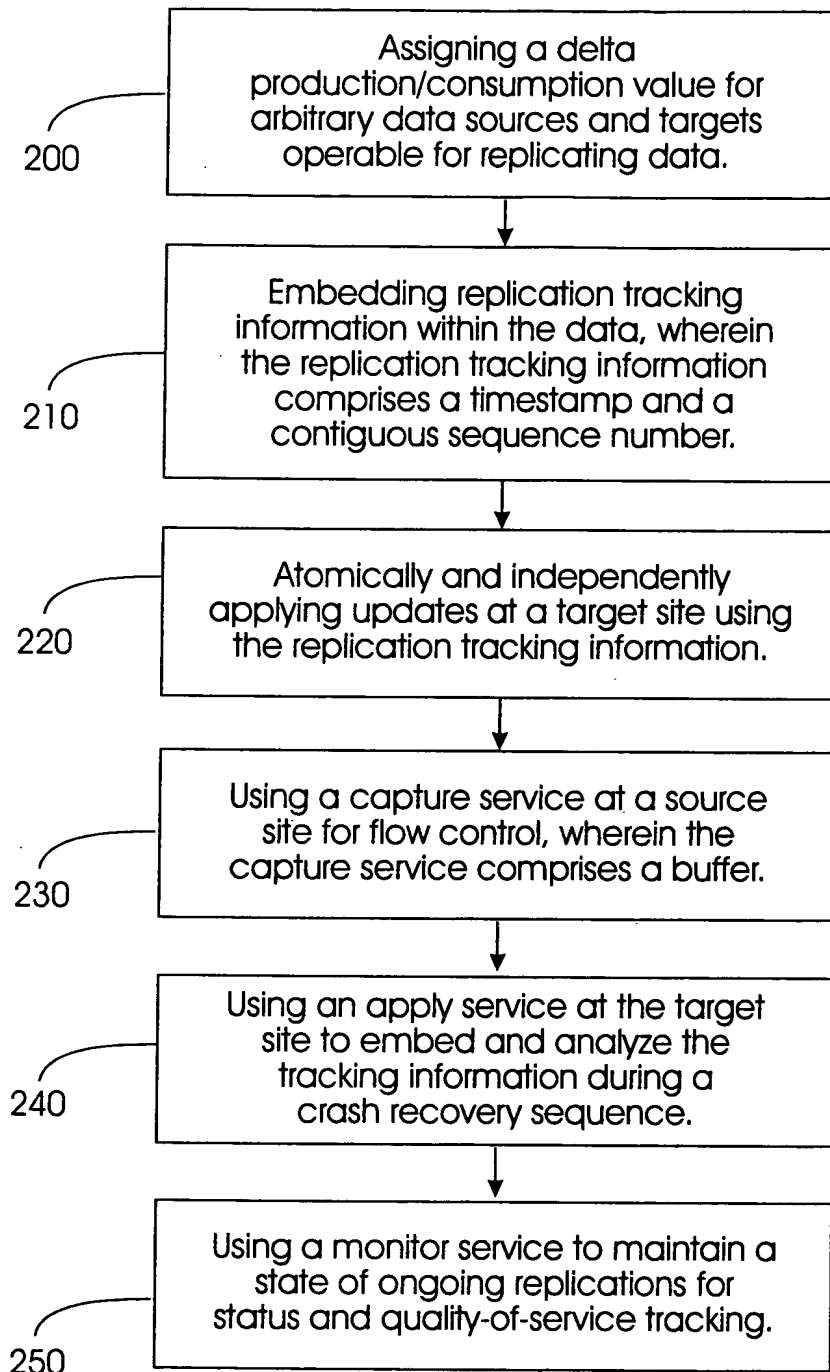 Assigning a delta
production/consumption value for
arbitrary data sources and targets
operable for replicating data.
200
Embedding replication tracking
information within the data, wherein
the replication tracking information
comprises a timestamp and a
contiguous sequence number.
210
Atomically and independently
applying updates at a target site using
the replication tracking information.
220
Using a capture service at a source
site for flow control, wherein the
capture service comprises a buffer.
230
Using an apply service at the target
site to embed and analyze the
tracking information during a
crash recovery sequence.
240
Using a monitor service to maintain a
state of ongoing replications for
status and quality-of-service tracking.
250